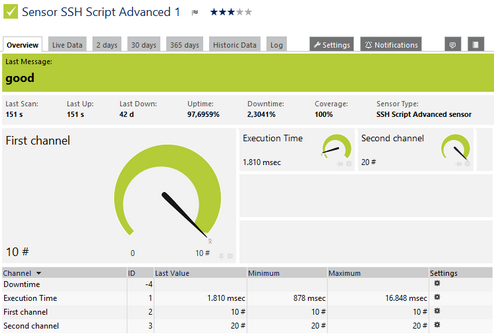 Sensor SSH Script Advanced 1
Overview Live Data 2 days 30 days 365 days Historic Data Log Settings Notifications
Last Message:
good
Last Scan: Last Up: Last Down: Uptime: Downtime: Coverage: Sensor Type:
151 s 151 s 42 d 97,6959% 2,3041% 100% SSH Script Advanced sensor
First channel
Execution Time
1.810 msec
Second channel
20 #
10 #
0 10 #
Channel ID Last Value Minimum Maximum Settings
Downtime -4
Execution Time 1 1.810 msec 878 msec 16.848 msec
First channel 2 10 # 10 # 10 #
Second channel 3 20 # 20 # 20 #